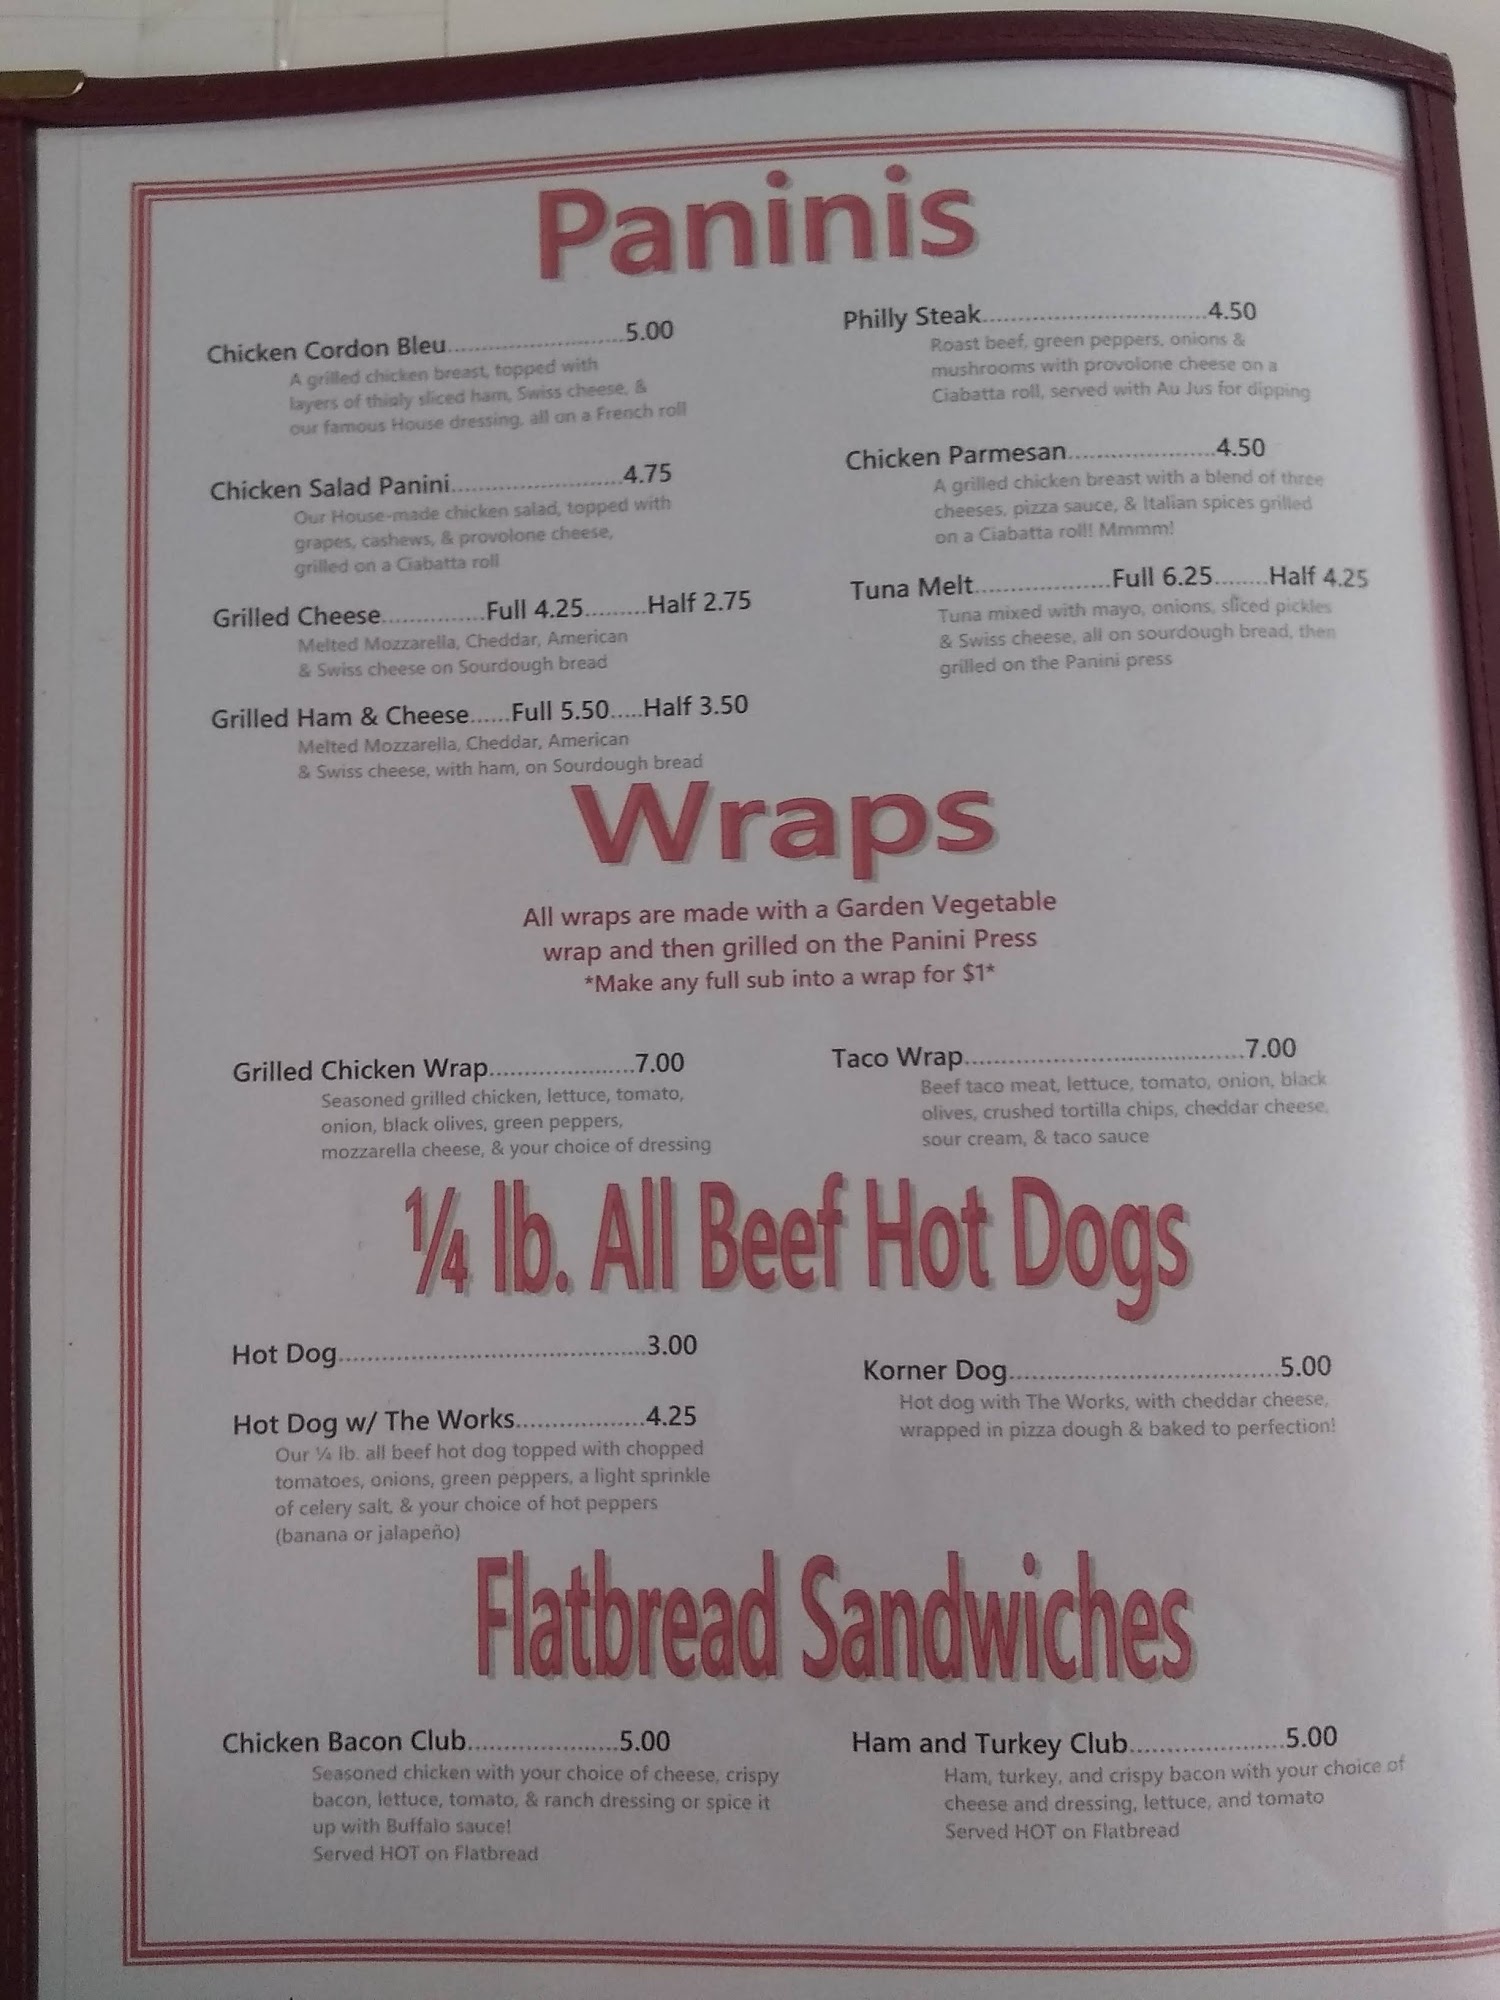 Paninis
Chicken Cordon Bleu..........................5.00
A grilled chicken breast, topped with
layers of thinly sliced ham, Swiss cheese, &
our famous House dressing, all on a French roll
Chicken Salad Panini.........................4.75
Our House-made chicken salad, topped with
grapes, cashews, & provolone cheese,
grilled on a Ciabatta roll
Grilled Cheese...............Full 4.25.........Half 2.75
Melted Mozzarella, Cheddar, American
& Swiss cheese on Sourdough bread
Grilled Ham & Cheese......Full 5.50.....Half 3.50
Melted Mozzarella, Cheddar, American
& Swiss cheese, with ham, on Sourdough bread
Philly Steak................................4.50
Roast beef, green peppers, onions &
mushrooms with provolone cheese on a
Ciabatta roll, served with Au Jus for dipping
Chicken Parmesan.....................4.50
A grilled chicken breast with a blend of three
cheeses, pizza sauce, & Italian spices grilled
on a Ciabatta roll! Mmmm!
Tuna Melt....................Full 6.25........Half 4.25
Tuna mixed with mayo, onions, sliced pickles
& Swiss cheese, all on sourdough bread, then
grilled on the Panini press
Wraps
All wraps are made with a Garden Vegetable
wrap and then grilled on the Panini Press
*Make any full sub into a wrap for $1*
Grilled Chicken Wrap.....................7.00
Seasoned grilled chicken, lettuce, tomato,
onion, black olives, green peppers,
mozzarella cheese, & your choice of dressing
Taco Wrap........................................7.00
Beef taco meat, lettuce, tomato, onion, black
olives, crushed tortilla chips, cheddar cheese,
sour cream, & taco sauce
¼ lb. All Beef Hot Dogs
Hot Dog............................................3.00
Hot Dog w/ The Works..................4.25
Our ¼ lb. all beef hot dog topped with chopped
tomatoes, onions, green peppers, a light sprinkle
of celery salt, & your choice of hot peppers
(banana or jalapeño)
Korner Dog.......................................5.00
Hot dog with The Works, with cheddar cheese,
wrapped in pizza dough & baked to perfection!
Flatbread Sandwiches
Chicken Bacon Club......................5.00
Seasoned chicken with your choice of cheese, crispy
bacon, lettuce, tomato, & ranch dressing or spice it
up with Buffalo sauce!
Served HOT on Flatbread
Ham and Turkey Club......................5.00
Ham, turkey, and crispy bacon with your choice of
cheese and dressing, lettuce, and tomato
Served HOT on Flatbread